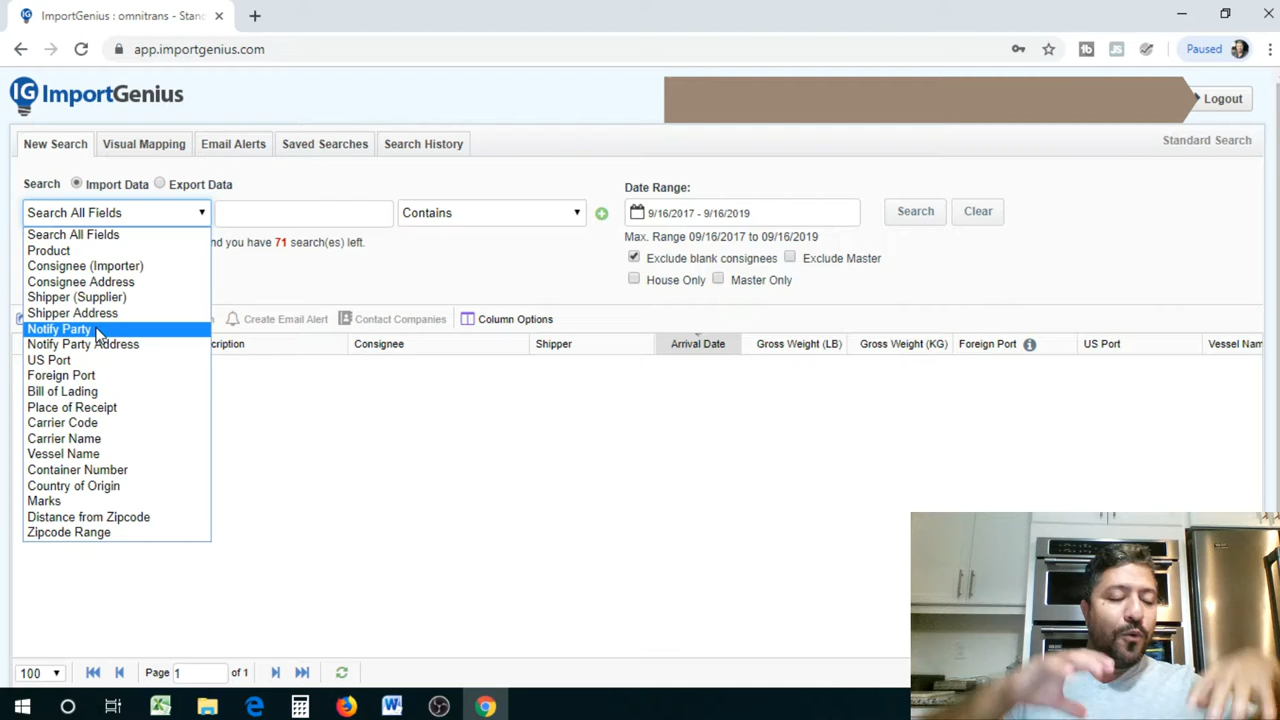 ImportGenius : omnitrans - Stand
app.importgenius.com
Paused
IG ImportGenius
Logout
New Search
Visual Mapping
Email Alerts
Saved Searches
Search History
Standard Search
Search Import Data Export Data
Date Range:
Search All Fields
Contains
9/16/2017 - 9/16/2019
Search
Clear
Max. Range 09/16/2017 to 09/16/2019
Search All Fields
Product
Consignee (Importer)
Consignee Address
Shipper (Supplier)
Shipper Address
Notify Party
Notify Party Address
US Port
Foreign Port
Bill of Lading
Place of Receipt
Carrier Code
Carrier Name
Vessel Name
Container Number
Country of Origin
Marks
Distance from Zipcode
Zipcode Range
nd you have 71 search(es) left.
Exclude blank consignees Exclude Master
House Only Master Only
Create Email Alert
Contact Companies
Column Options
cription Consignee Shipper Arrival Date Gross Weight (LB) Gross Weight (KG) Foreign Port US Port Vessel Nam
100 Page 1 of 1